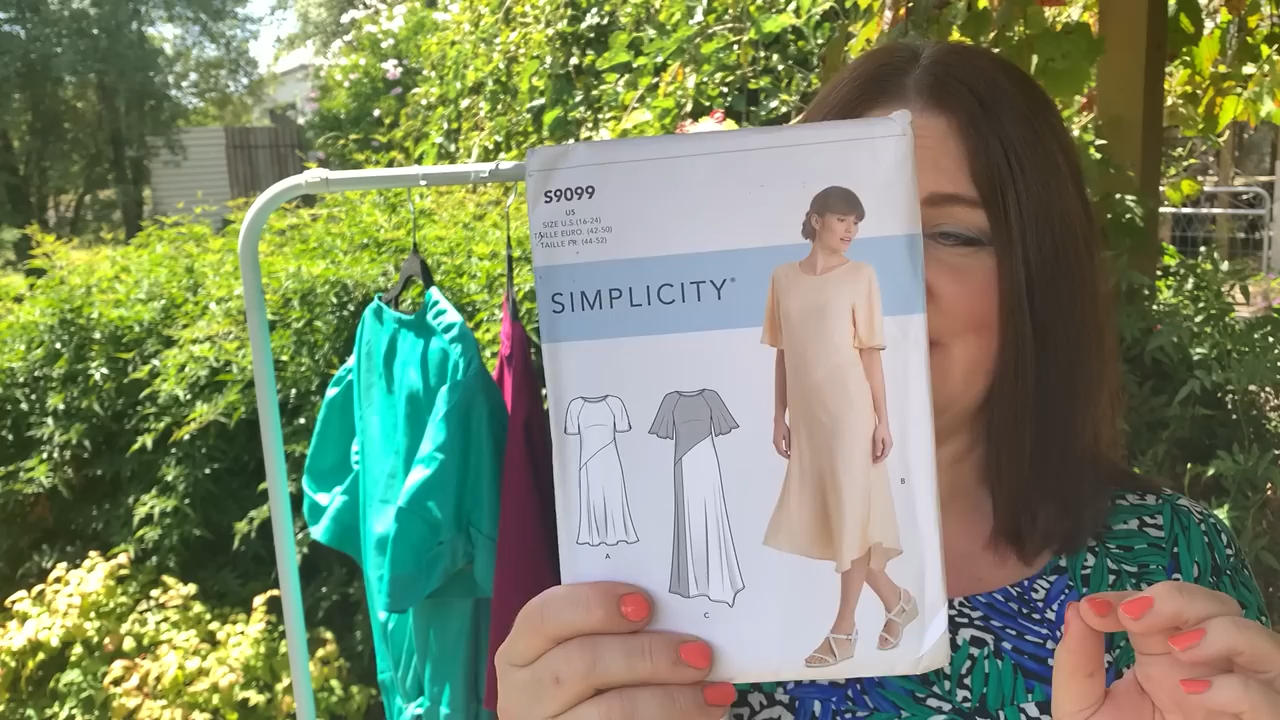 S9099
US
SIZE U.S.(16-24)
TAILLE EURO. (42-50)
TAILLE FR. (44-52)
SIMPLICITY®
A
C
B